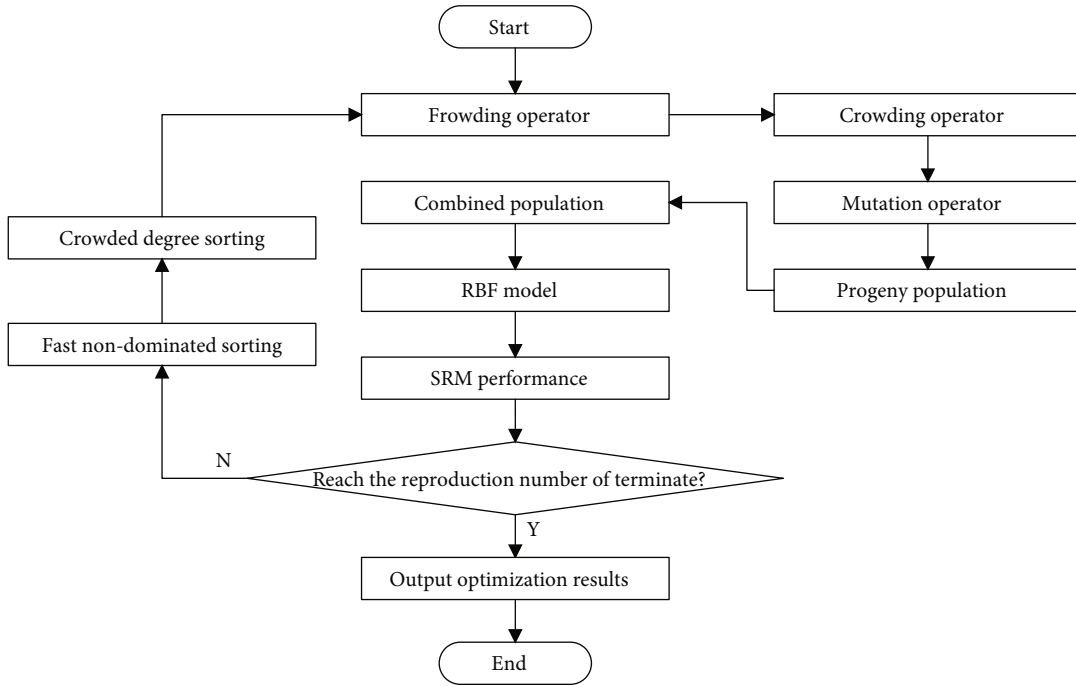 Start
Frowding operator
Crowding operator
Combined population
Mutation operator
Crowded degree sorting
RBF model
Progeny population
Fast non-dominated sorting
SRM performance
N
Reach the reproduction number of terminate?
Y
Output optimization results
End